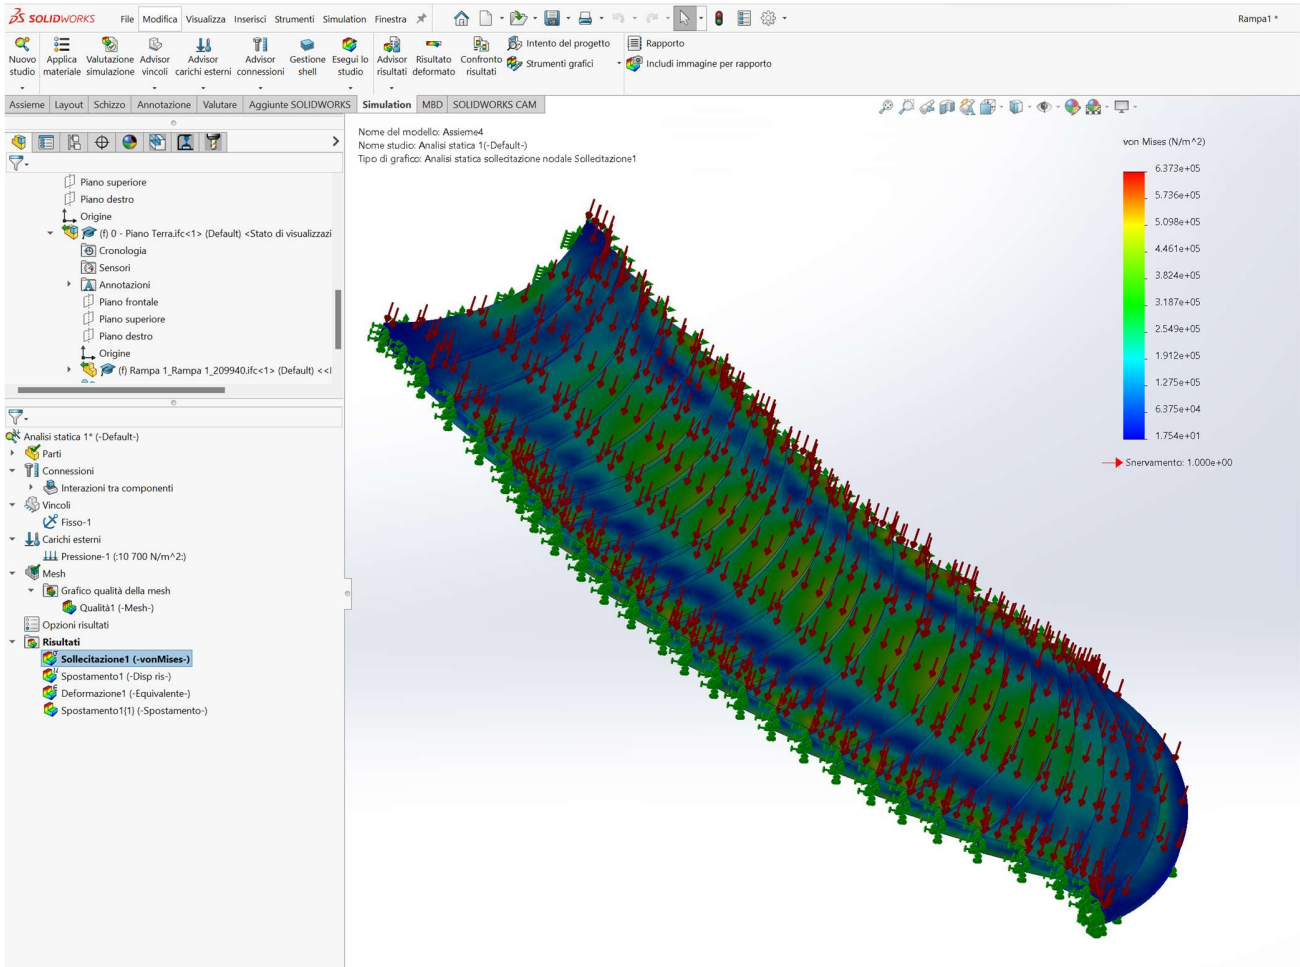 SOLIDWORKS File Modifica Visualizza Inserisci Strumenti Simulation Finestra Rampa1 *
Nuovo studio
Applica materiale
Valutazione simulazione
Advisor vincoli
Advisor carichi esterni
Advisor connessioni
Gestione shell
Esegui lo studio
Advisor risultati
Risultato deformato
Confronto risultati
Intento del progetto
Strumenti grafici
Rapporto
Includi immagine per rapporto
Assieme Layout Schizzo Annotazione Valutare Aggiunte SOLIDWORKS Simulation MBD SOLIDWORKS CAM
Piano superiore
Piano destro
Origine
(f) 0 - Piano Terra.ifc<1> (Default) <Stato di visualizzazi
Cronologia
Sensori
Annotazioni
Piano frontale
Piano superiore
Piano destro
Origine
(f) Rampa 1_Rampa 1_209940.ifc<1> (Default) <<I
Analisi statica 1* (-Default-)
Parti
Connessioni
Interazioni tra componenti
Vincoli
Fisso-1
Carichi esterni
Pressione-1 (:10 700 N/m^2:)
Mesh
Grafico qualità della mesh
Qualità1 (-Mesh-)
Opzioni risultati
Risultati
Sollecitazione1 (-vonMises-)
Spostamento1 (-Disp ris-)
Deformazione1 (-Equivalente-)
Spostamento1{1} (-Spostamento-)
Nome del modello: Assieme4
Nome studio: Analisi statica 1(-Default-)
Tipo di grafico: Analisi statica sollecitazione nodale Sollecitazione1
von Mises (N/m^2)
6.373e+05
5.736e+05
5.098e+05
4.461e+05
3.824e+05
3.187e+05
2.549e+05
1.912e+05
1.275e+05
6.375e+04
1.754e+01
Snervamento: 1.000e+00